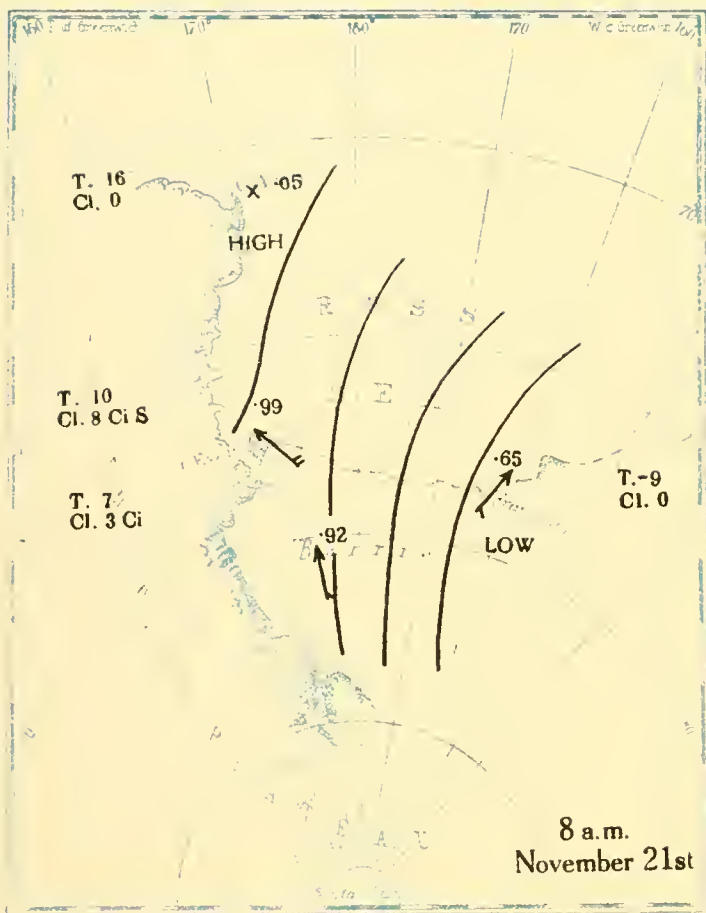 170°
180°
170
T. 16
Cl. 0
X ·05
HIGH
T. 10
Cl. 8 Ci S
·99
·65
T.-9
Cl. 0
T. 7
Cl. 3 Ci
·92
LOW
8 a.m.
November 21st